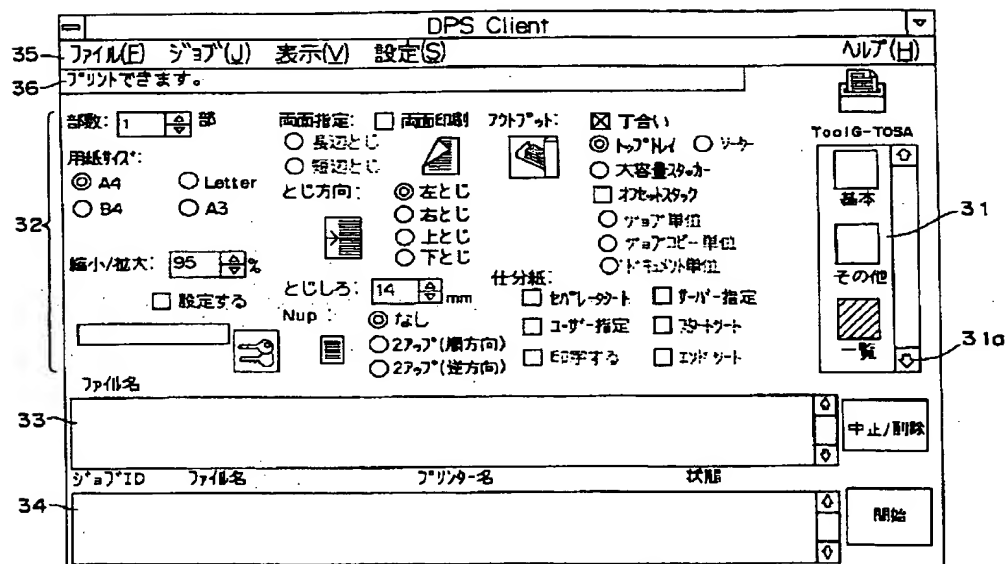 DPS Client
35 ファイル(F) ジョブ(J) 表示(V) 設定(S) ヘルプ(H)
36 プリントできます。
部数: 1 部
用紙サイズ:
A4 Letter
B4 A3
32
縮小/拡大: 95 %
設定する
両面指定: 両面印刷
長辺とじ
短辺とじ
とじ方向: 左とじ
右とじ
上とじ
下とじ
とじしろ: 14 mm
Nup : なし
2アップ(順方向)
2アップ(逆方向)
アウトプット: 丁合い
トップトレイ ソーター
大容量スタッカー
オフセットスタック
ジョブ単位
ジョブコピー単位
ドキュメント単位
仕分紙:
セパレータシート サーバー指定
ユーザー指定 スタートシート
印字する エンドシート
ToolG-TOSA
基本
その他
一覧
31
31a
ファイル名
33
中止/削除
ジョブID ファイル名 プリンター名 状態
34
開始